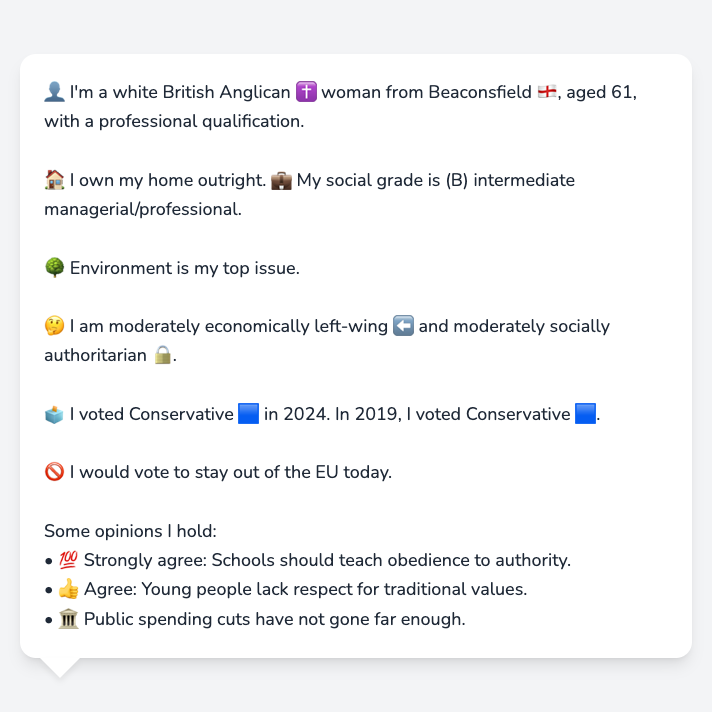 👤 I'm a white British Anglican ✝️ woman from Beaconsfield 🏴󠁧󠁢󠁥󠁮󠁧󠁿, aged 61,
with a professional qualification.
🏠 I own my home outright. 💼 My social grade is (B) intermediate
managerial/professional.
🌳 Environment is my top issue.
🤔 I am moderately economically left-wing ⬅️ and moderately socially
authoritarian 🔒.
🗳️ I voted Conservative 🟦 in 2024. In 2019, I voted Conservative 🟦.
🚫 I would vote to stay out of the EU today.
Some opinions I hold:
• 💯 Strongly agree: Schools should teach obedience to authority.
• 👍 Agree: Young people lack respect for traditional values.
• 🏛️ Public spending cuts have not gone far enough.